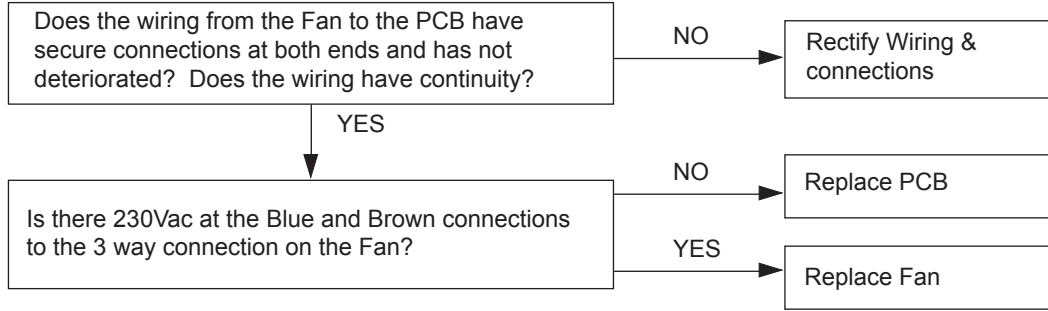 Does the wiring from the Fan to the PCB have
secure connections at both ends and has not
deteriorated?  Does the wiring have continuity?
NO
Rectify Wiring &
connections
YES
Is there 230Vac at the Blue and Brown connections
to the 3 way connection on the Fan?
NO
Replace PCB
YES
Replace Fan